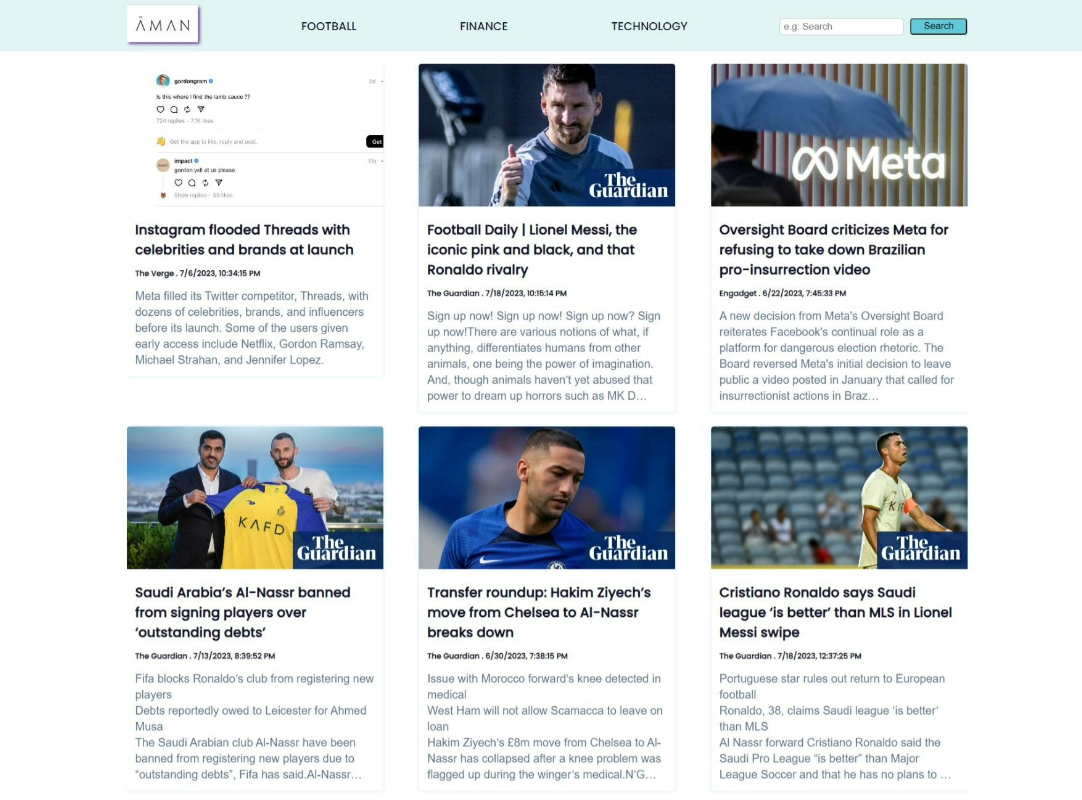 ĀMAN
FOOTBALL
FINANCE
TECHNOLOGY
e.g. Search
Search
gordongram
2d
Is this where I find the lamb sauce ??
724 replies · 7.1K likes
Get the app to like, reply and post.
Get
impact
11h
gordon yell at us please
Show replies · 99 likes
Instagram flooded Threads with
celebrities and brands at launch
The Verge . 7/6/2023, 10:34:15 PM
Meta filled its Twitter competitor, Threads, with
dozens of celebrities, brands, and influencers
before its launch. Some of the users given
early access include Netflix, Gordon Ramsay,
Michael Strahan, and Jennifer Lopez.
The
Guardian
Football Daily | Lionel Messi, the
iconic pink and black, and that
Ronaldo rivalry
The Guardian . 7/18/2023, 10:15:14 PM
Sign up now! Sign up now! Sign up now? Sign
up now!There are various notions of what, if
anything, differentiates humans from other
animals, one being the power of imagination.
And, though animals haven't yet abused that
power to dream up horrors such as MK D…
Meta
Oversight Board criticizes Meta for
refusing to take down Brazilian
pro-insurrection video
Engadget . 6/22/2023, 7:45:33 PM
A new decision from Meta's Oversight Board
reiterates Facebook's continual role as a
platform for dangerous election rhetoric. The
Board reversed Meta's initial decision to leave
public a video posted in January that called for
insurrectionist actions in Braz…
KAFD
The
Guardian
Saudi Arabia's Al-Nassr banned
from signing players over
‘outstanding debts’
The Guardian . 7/13/2023, 8:39:52 PM
Fifa blocks Ronaldo's club from registering new
players
Debts reportedly owed to Leicester for Ahmed
Musa
The Saudi Arabian club Al-Nassr have been
banned from registering new players due to
“outstanding debts”, Fifa has said.Al-Nassr…
The
Guardian
Transfer roundup: Hakim Ziyech's
move from Chelsea to Al-Nassr
breaks down
The Guardian . 6/30/2023, 7:38:15 PM
Issue with Morocco forward's knee detected in
medical
West Ham will not allow Scamacca to leave on
loan
Hakim Ziyech's £8m move from Chelsea to Al-
Nassr has collapsed after a knee problem was
flagged up during the winger's medical.N'G…
The
Guardian
Cristiano Ronaldo says Saudi
league ‘is better’ than MLS in Lionel
Messi swipe
The Guardian . 7/18/2023, 12:37:25 PM
Portuguese star rules out return to European
football
Ronaldo, 38, claims Saudi league ‘is better’
than MLS
Al Nassr forward Cristiano Ronaldo said the
Saudi Pro League “is better” than Major
League Soccer and that he has no plans to …